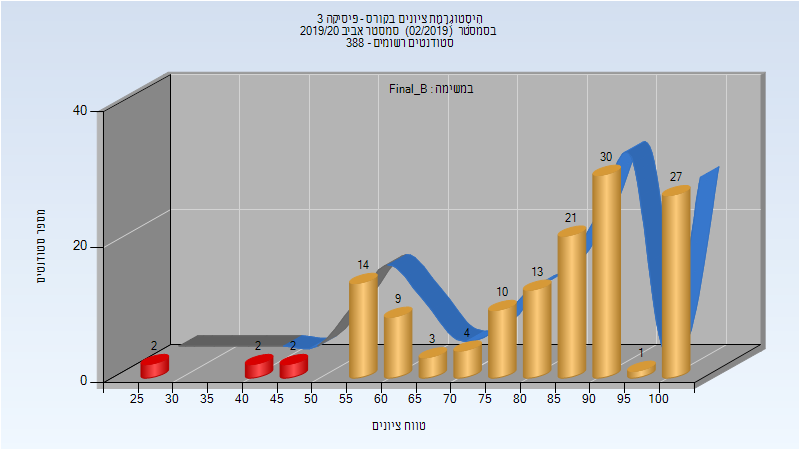 היסטוגרמת ציונים בקורס - פיסיקה 3
בסמסטר (02/2019) סמסטר אביב 2019/20
סטודנטים רשומים - 388
במשימה : Final_B
מספר סטודנטים
40
20
0
2
2
2
14
9
3
4
10
13
21
30
1
27
25 30 35 40 45 50 55 60 65 70 75 80 85 90 95 100
טווח ציונים